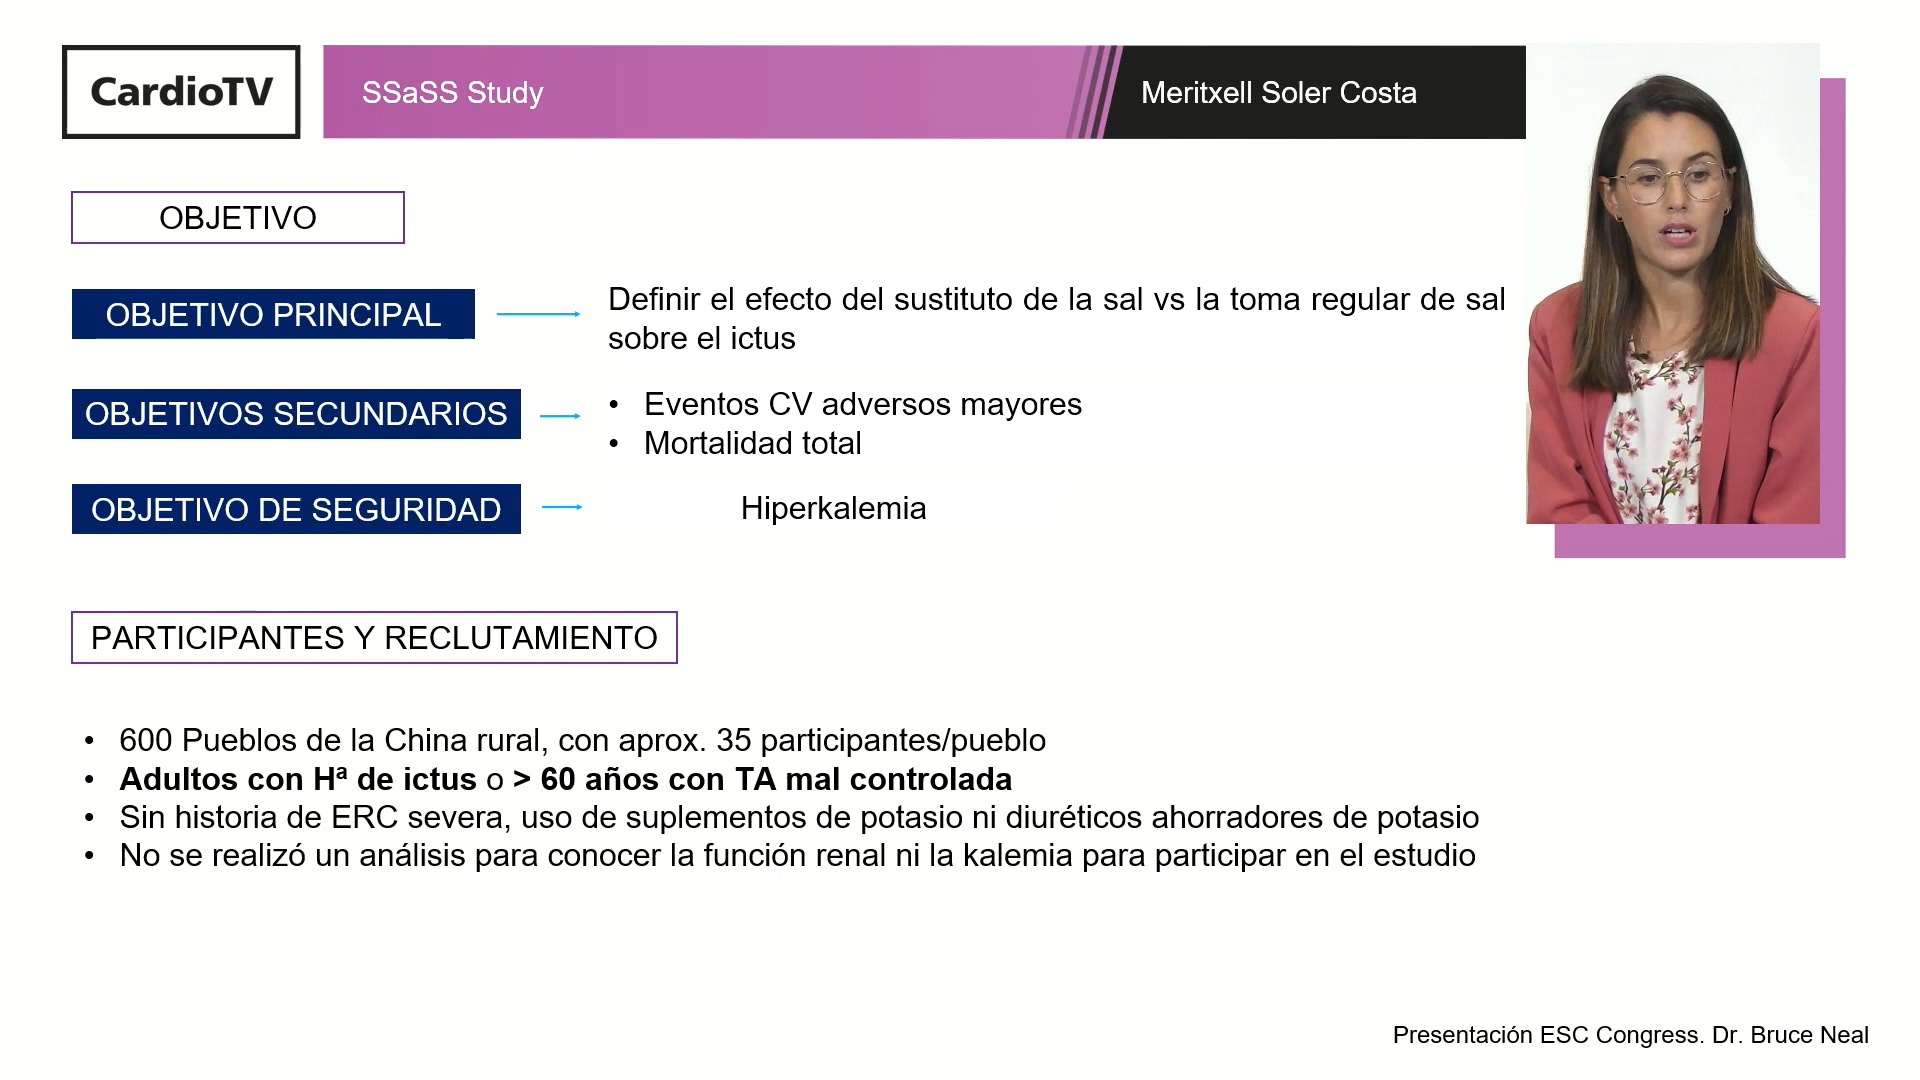 CardioTV
SSaSS Study
Meritxell Soler Costa
OBJETIVO
OBJETIVO PRINCIPAL
Definir el efecto del sustituto de la sal vs la toma regular de sal
sobre el ictus
OBJETIVOS SECUNDARIOS
• Eventos CV adversos mayores
• Mortalidad total
OBJETIVO DE SEGURIDAD
Hiperkalemia
PARTICIPANTES Y RECLUTAMIENTO
• 600 Pueblos de la China rural, con aprox. 35 participantes/pueblo
• Adultos con Hª de ictus o > 60 años con TA mal controlada
• Sin historia de ERC severa, uso de suplementos de potasio ni diuréticos ahorradores de potasio
• No se realizó un análisis para conocer la función renal ni la kalemia para participar en el estudio
Presentación ESC Congress. Dr. Bruce Neal